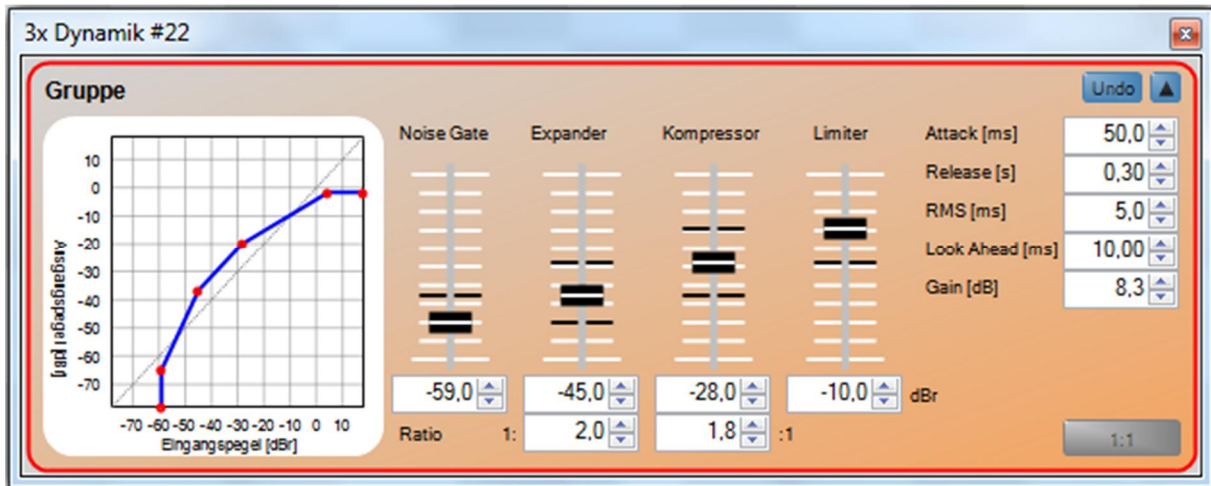 3x Dynamik #22
Gruppe
Undo
Noise Gate Expander Kompressor Limiter
Attack [ms] 50,0
Release [s] 0,30
RMS [ms] 5,0
Look Ahead [ms] 10,00
Gain [dB] 8,3
10
0
-10
-20
-30
-40
-50
-60
-70
Ausgangspegel [dBr]
-70 -60 -50 -40 -30 -20 -10 0 10
Eingangspegel [dBr]
-59,0 -45,0 -28,0 -10,0 dBr
Ratio 1: 2,0 1,8 :1
1:1